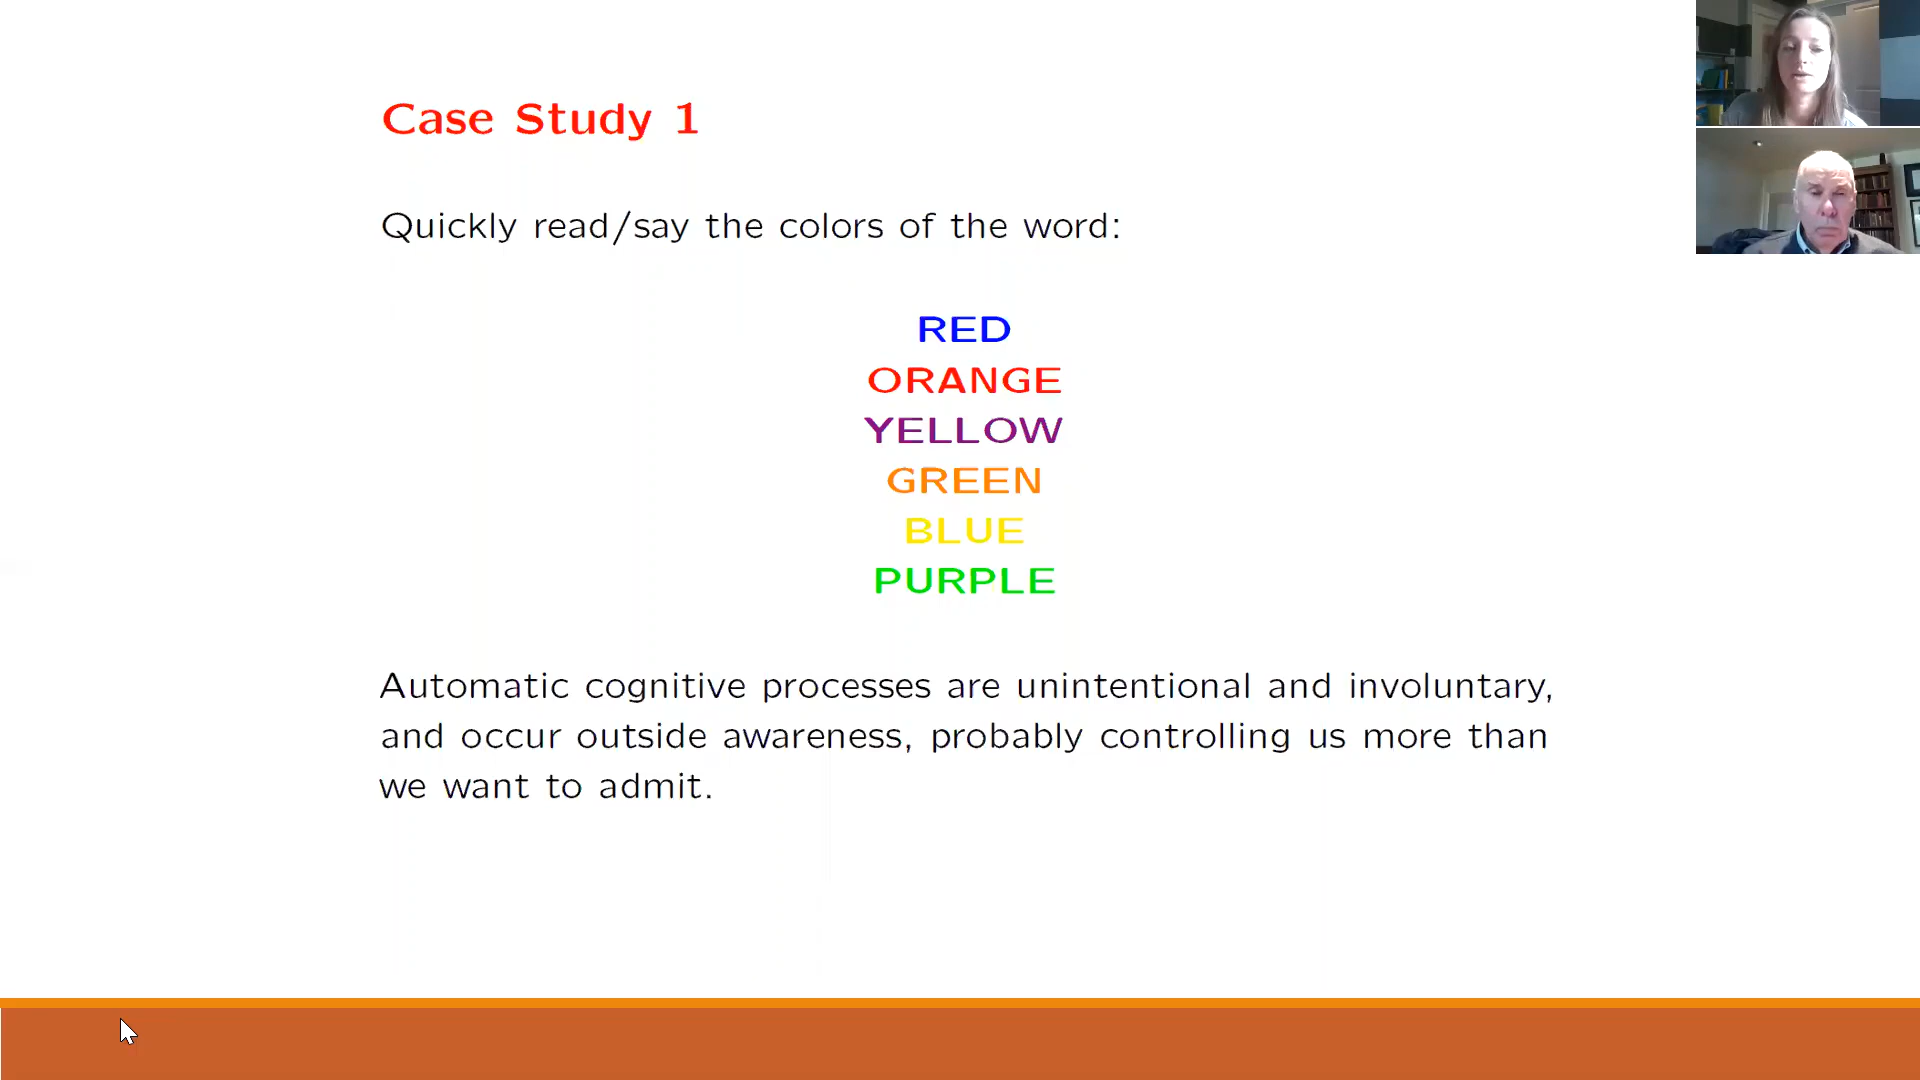 Case Study 1
Quickly read/say the colors of the word:
RED
ORANGE
YELLOW
GREEN
BLUE
PURPLE
Automatic cognitive processes are unintentional and involuntary,
and occur outside awareness, probably controlling us more than
we want to admit.